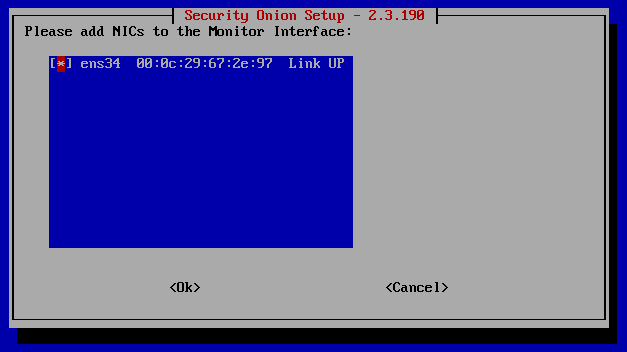 Security Onion Setup - 2.3.190
Please add NICs to the Monitor Interface:
[*] ens34  00:0c:29:67:2e:97  Link UP
<Ok>
<Cancel>